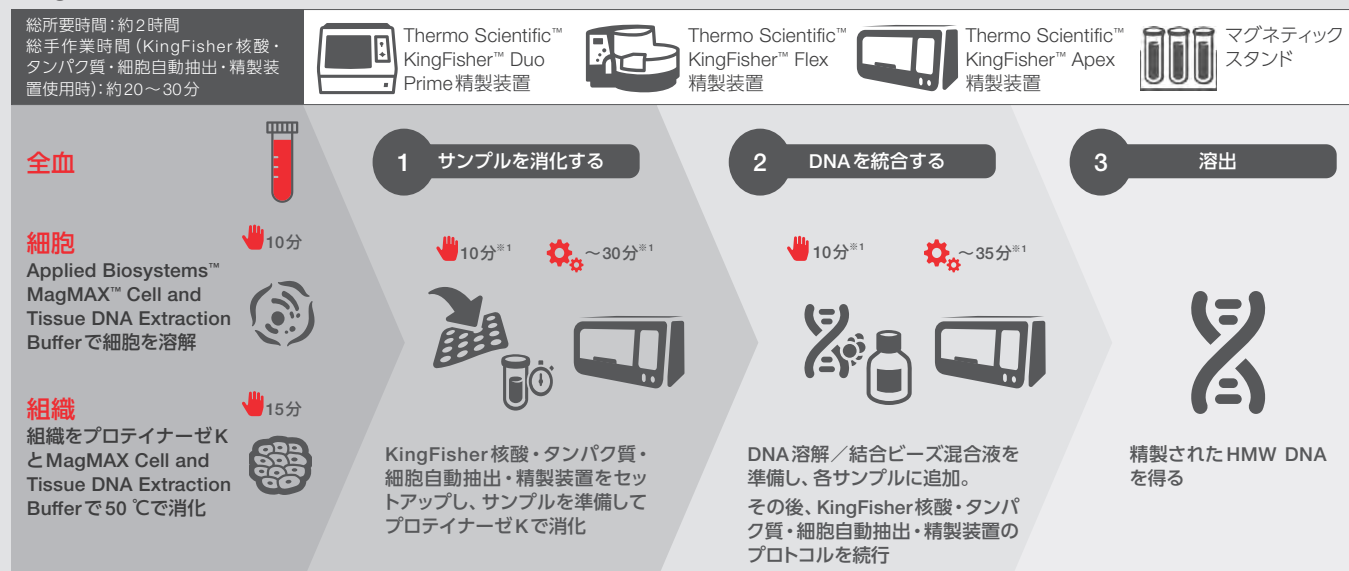 総所要時間：約2時間
総手作業時間（KingFisher核酸・
タンパク質・細胞自動抽出・精製装
置使用時）：約20〜30分
Thermo Scientific™
KingFisher™ Duo
Prime精製装置
Thermo Scientific™
KingFisher™ Flex
精製装置
Thermo Scientific™
KingFisher™ Apex
精製装置
マグネティック
スタンド
全血
細胞
10分
Applied Biosystems™
MagMAX™ Cell and
Tissue DNA Extraction
Bufferで細胞を溶解
組織
15分
組織をプロテイナーゼK
とMagMAX Cell and
Tissue DNA Extraction
Bufferで50 ℃で消化
1 サンプルを消化する
10分※1 〜30分※1
KingFisher核酸・タンパク質・
細胞自動抽出・精製装置をセッ
トアップし、サンプルを準備して
プロテイナーゼKで消化
2 DNAを統合する
10分※1 〜35分※1
DNA溶解／結合ビーズ混合液を
準備し、各サンプルに追加。
その後、KingFisher核酸・タンパ
ク質・細胞自動抽出・精製装置の
プロトコルを続行
3 溶出
精製されたHMW DNA
を得る